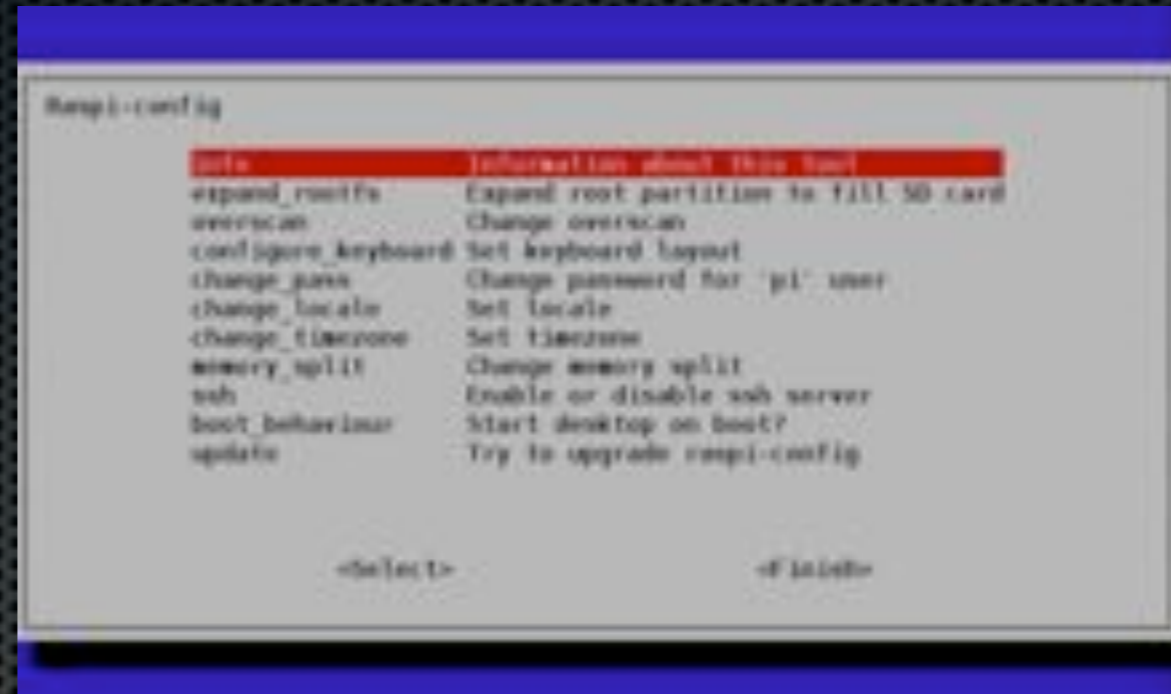 Raspi-config
info Information about this tool
expand_rootfs Expand root partition to fill SD card
overscan Change overscan
configure_keyboard Set keyboard layout
change_pass Change password for 'pi' user
change_locale Set locale
change_timezone Set timezone
memory_split Change memory split
ssh Enable or disable ssh server
boot_behaviour Start desktop on boot?
update Try to upgrade raspi-config
<Select> <Finish>